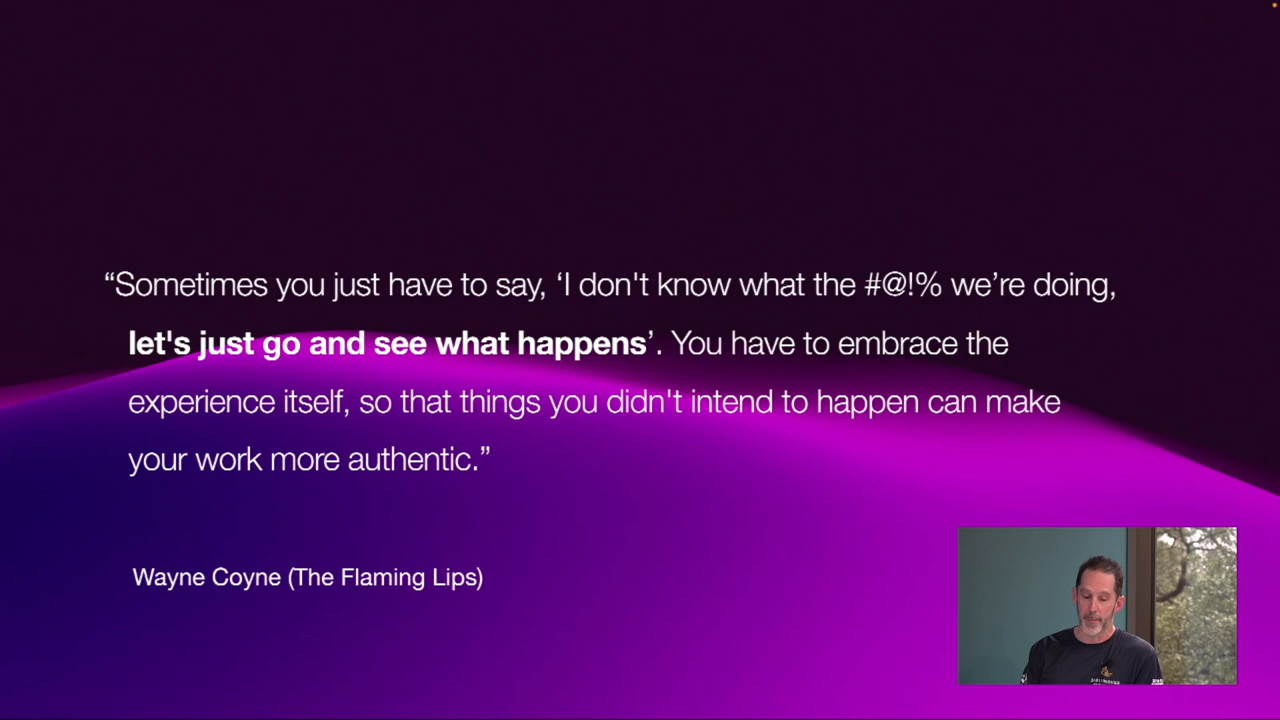 “Sometimes you just have to say, ‘I don't know what the #@!% we’re doing,
let's just go and see what happens’. You have to embrace the
experience itself, so that things you didn't intend to happen can make
your work more authentic.”
Wayne Coyne (The Flaming Lips)